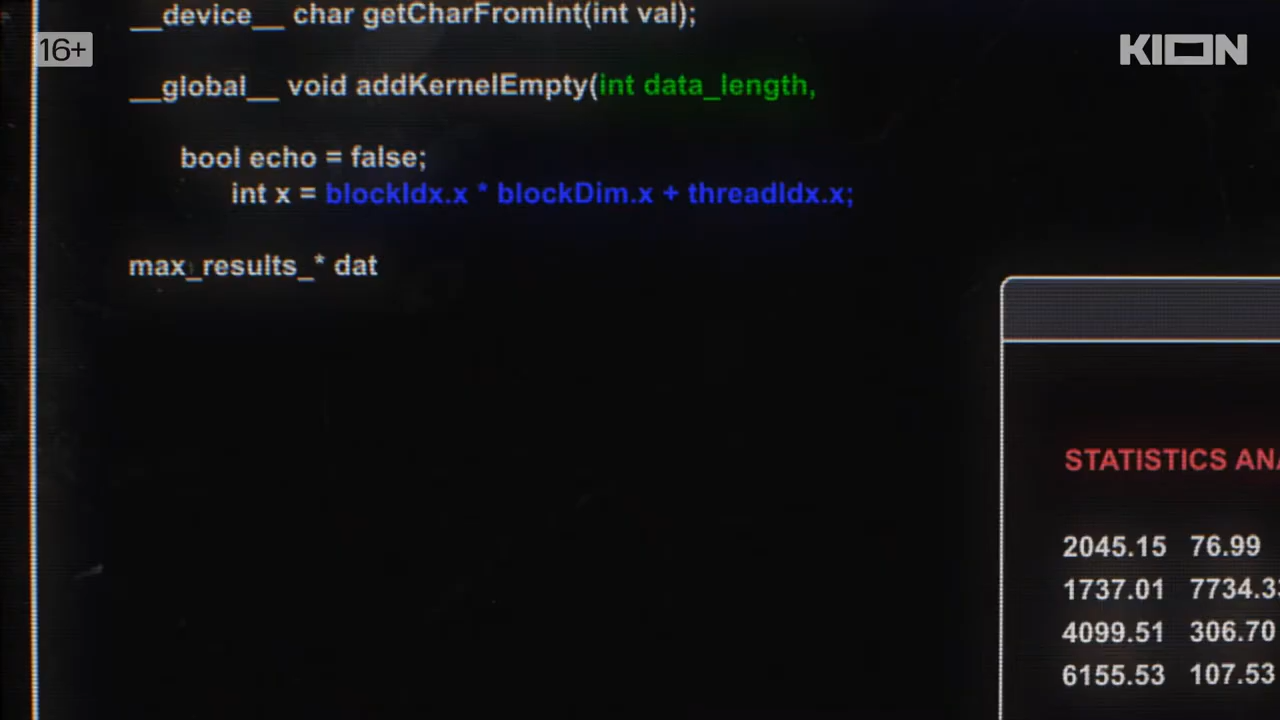 __device__ char getCharFromInt(int val);
16+
KION
__global__ void addKernelEmpty(int data_length,
bool echo = false;
int x = blockIdx.x * blockDim.x + threadIdx.x;
max_results_* dat
STATISTICS ANA
2045.15 76.99
1737.01 7734.33
4099.51 306.70
6155.53 107.53